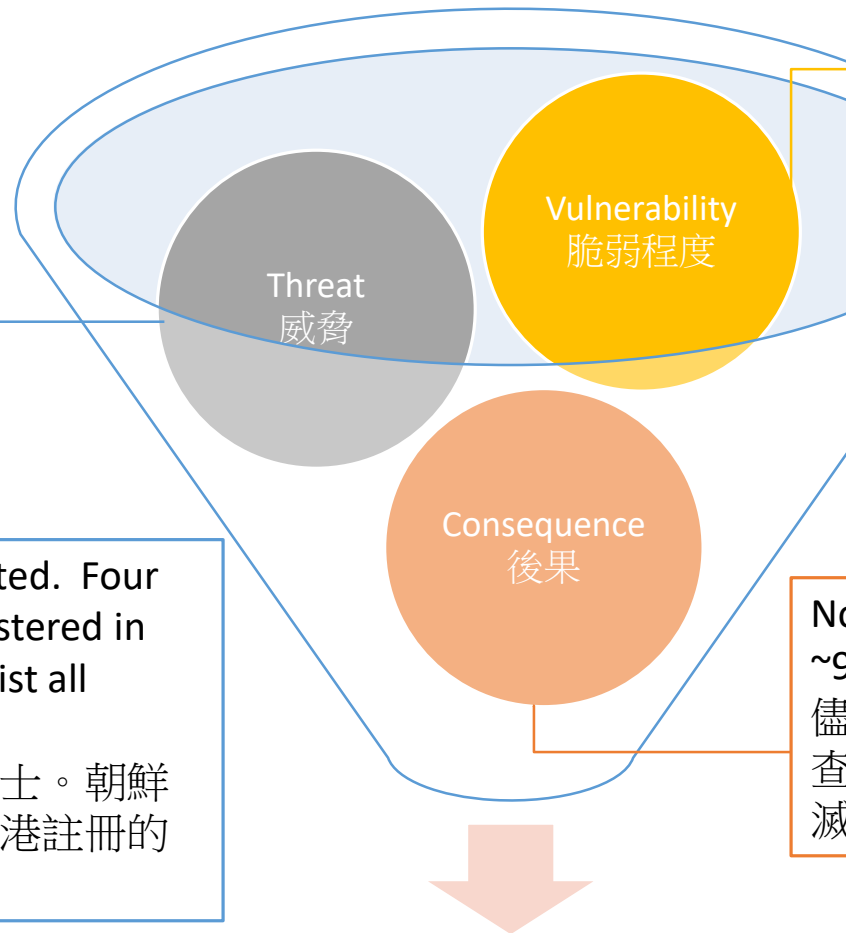 Vulnerability
脆弱程度
Threat
威脅
Consequence
後果
ted. Four
stered in
ist all
士。朝鮮
港註冊的
No
~9
儘
查
滅